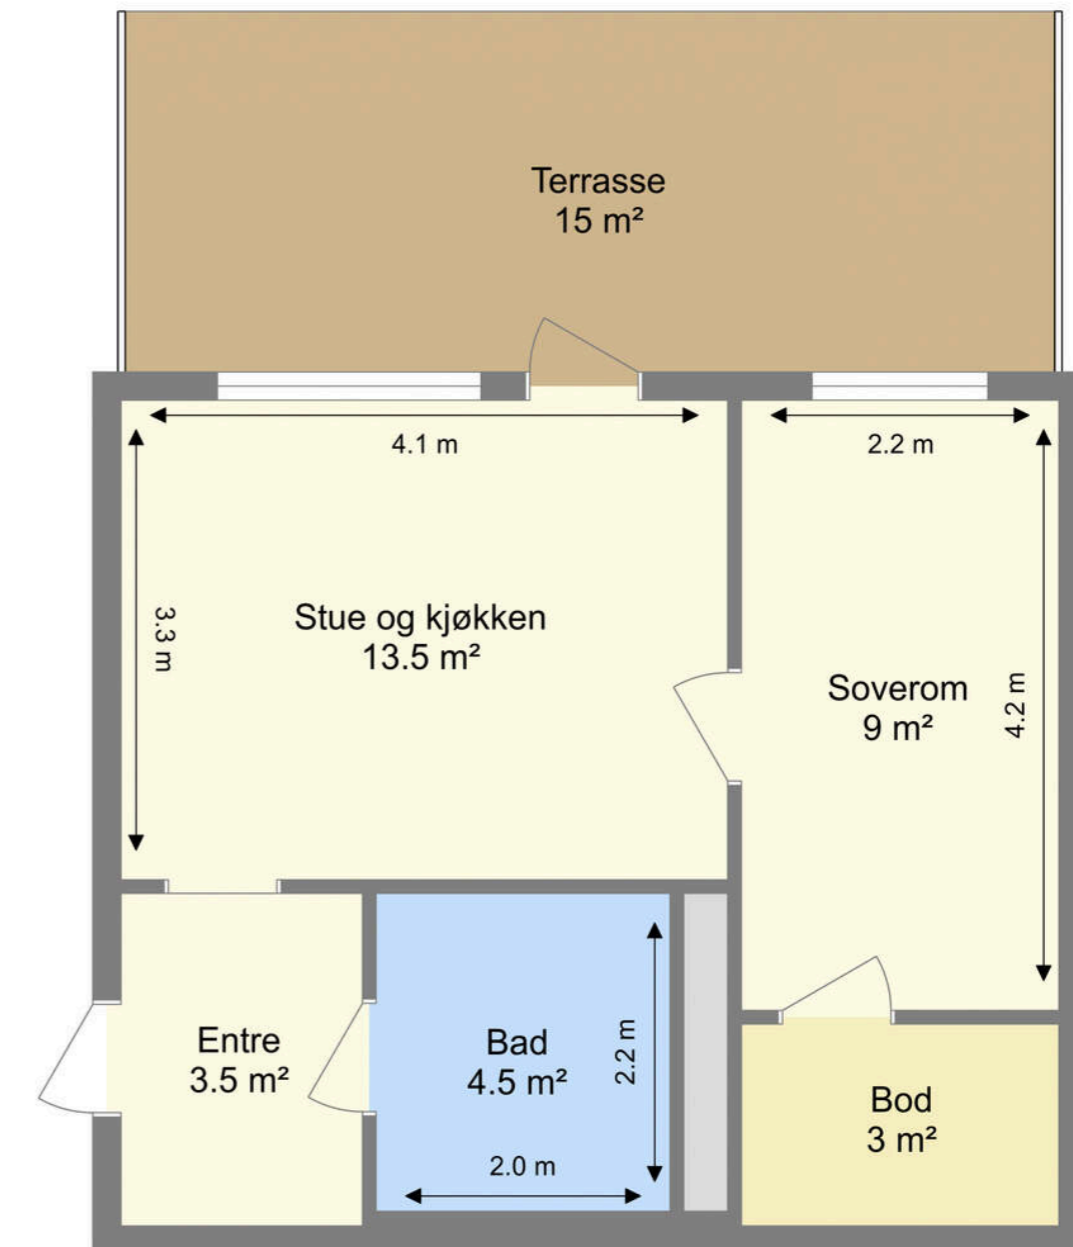 Terrasse
15 m²
4.1 m
2.2 m
3.3 m
Stue og kjøkken
13.5 m²
Soverom
9 m²
4.2 m
Entre
3.5 m²
Bad
4.5 m²
2.2 m
2.0 m
Bod
3 m²